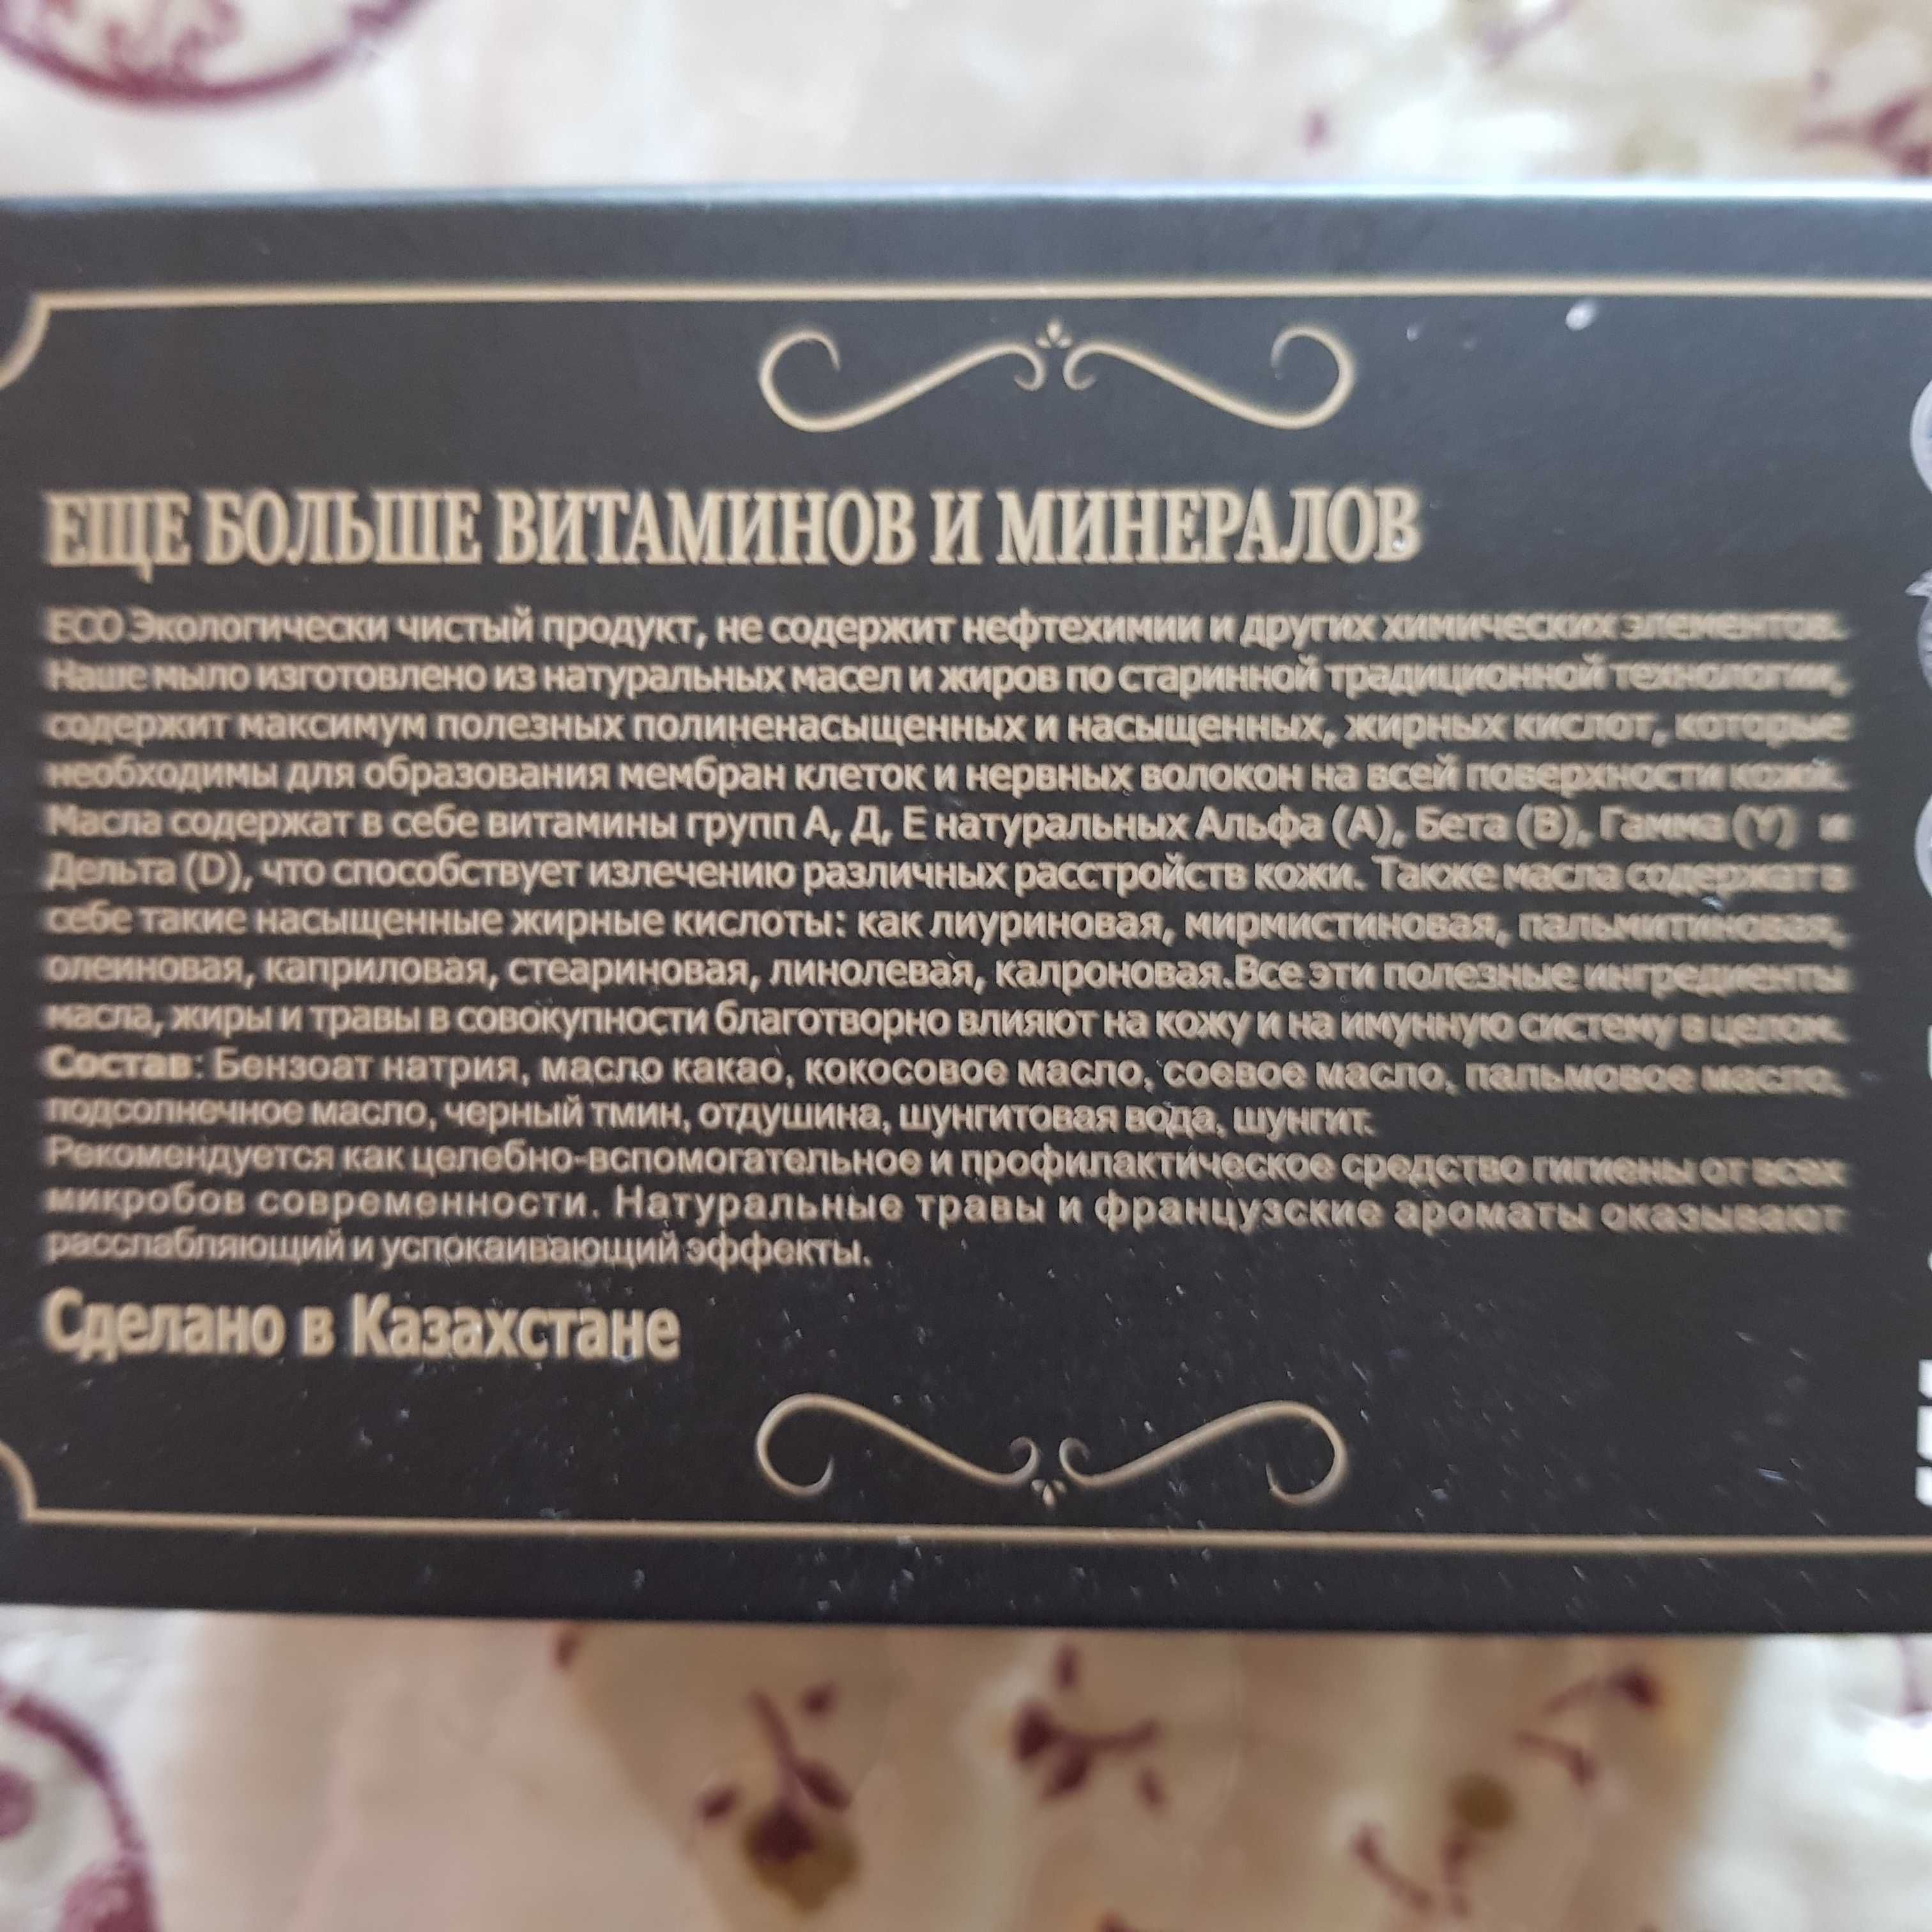 ЕЩЕ БОЛЬШЕ ВИТАМИНОВ И МИНЕРАЛОВ
ECO Экологически чистый продукт, не содержит нефтехимии и других химических элементов.
Наше мыло изготовлено из натуральных масел и жиров по старинной традиционной технологии,
содержит максимум полезных полиненасыщенных и насыщенных, жирных кислот, которые
необходимы для образования мембран клеток и нервных волокон на всей поверхности кожи.
Масла содержат в себе витамины групп А, Д, Е натуральных Альфа (А), Бета (В), Гамма (Y) и
Дельта (D), что способствует излечению различных расстройств кожи. Также масла содержат в
себе такие насыщенные жирные кислоты: как лиуриновая, мирмистиновая, пальмитиновая,
олеиновая, каприловая, стеариновая, линолевая, калроновая.Все эти полезные ингредиенты
масла, жиры и травы в совокупности благотворно влияют на кожу и на имунную систему в целом.
Состав: Бензоат натрия, масло какао, кокосовое масло, соевое масло, пальмовое масло,
подсолнечное масло, черный тмин, отдушина, шунгитовая вода, шунгит.
Рекомендуется как целебно-вспомогательное и профилактическое средство гигиены от всех
микробов современности. Натуральные травы и французские ароматы оказывают
расслабляющий и успокаивающий эффекты.
Сделано в Казахстане